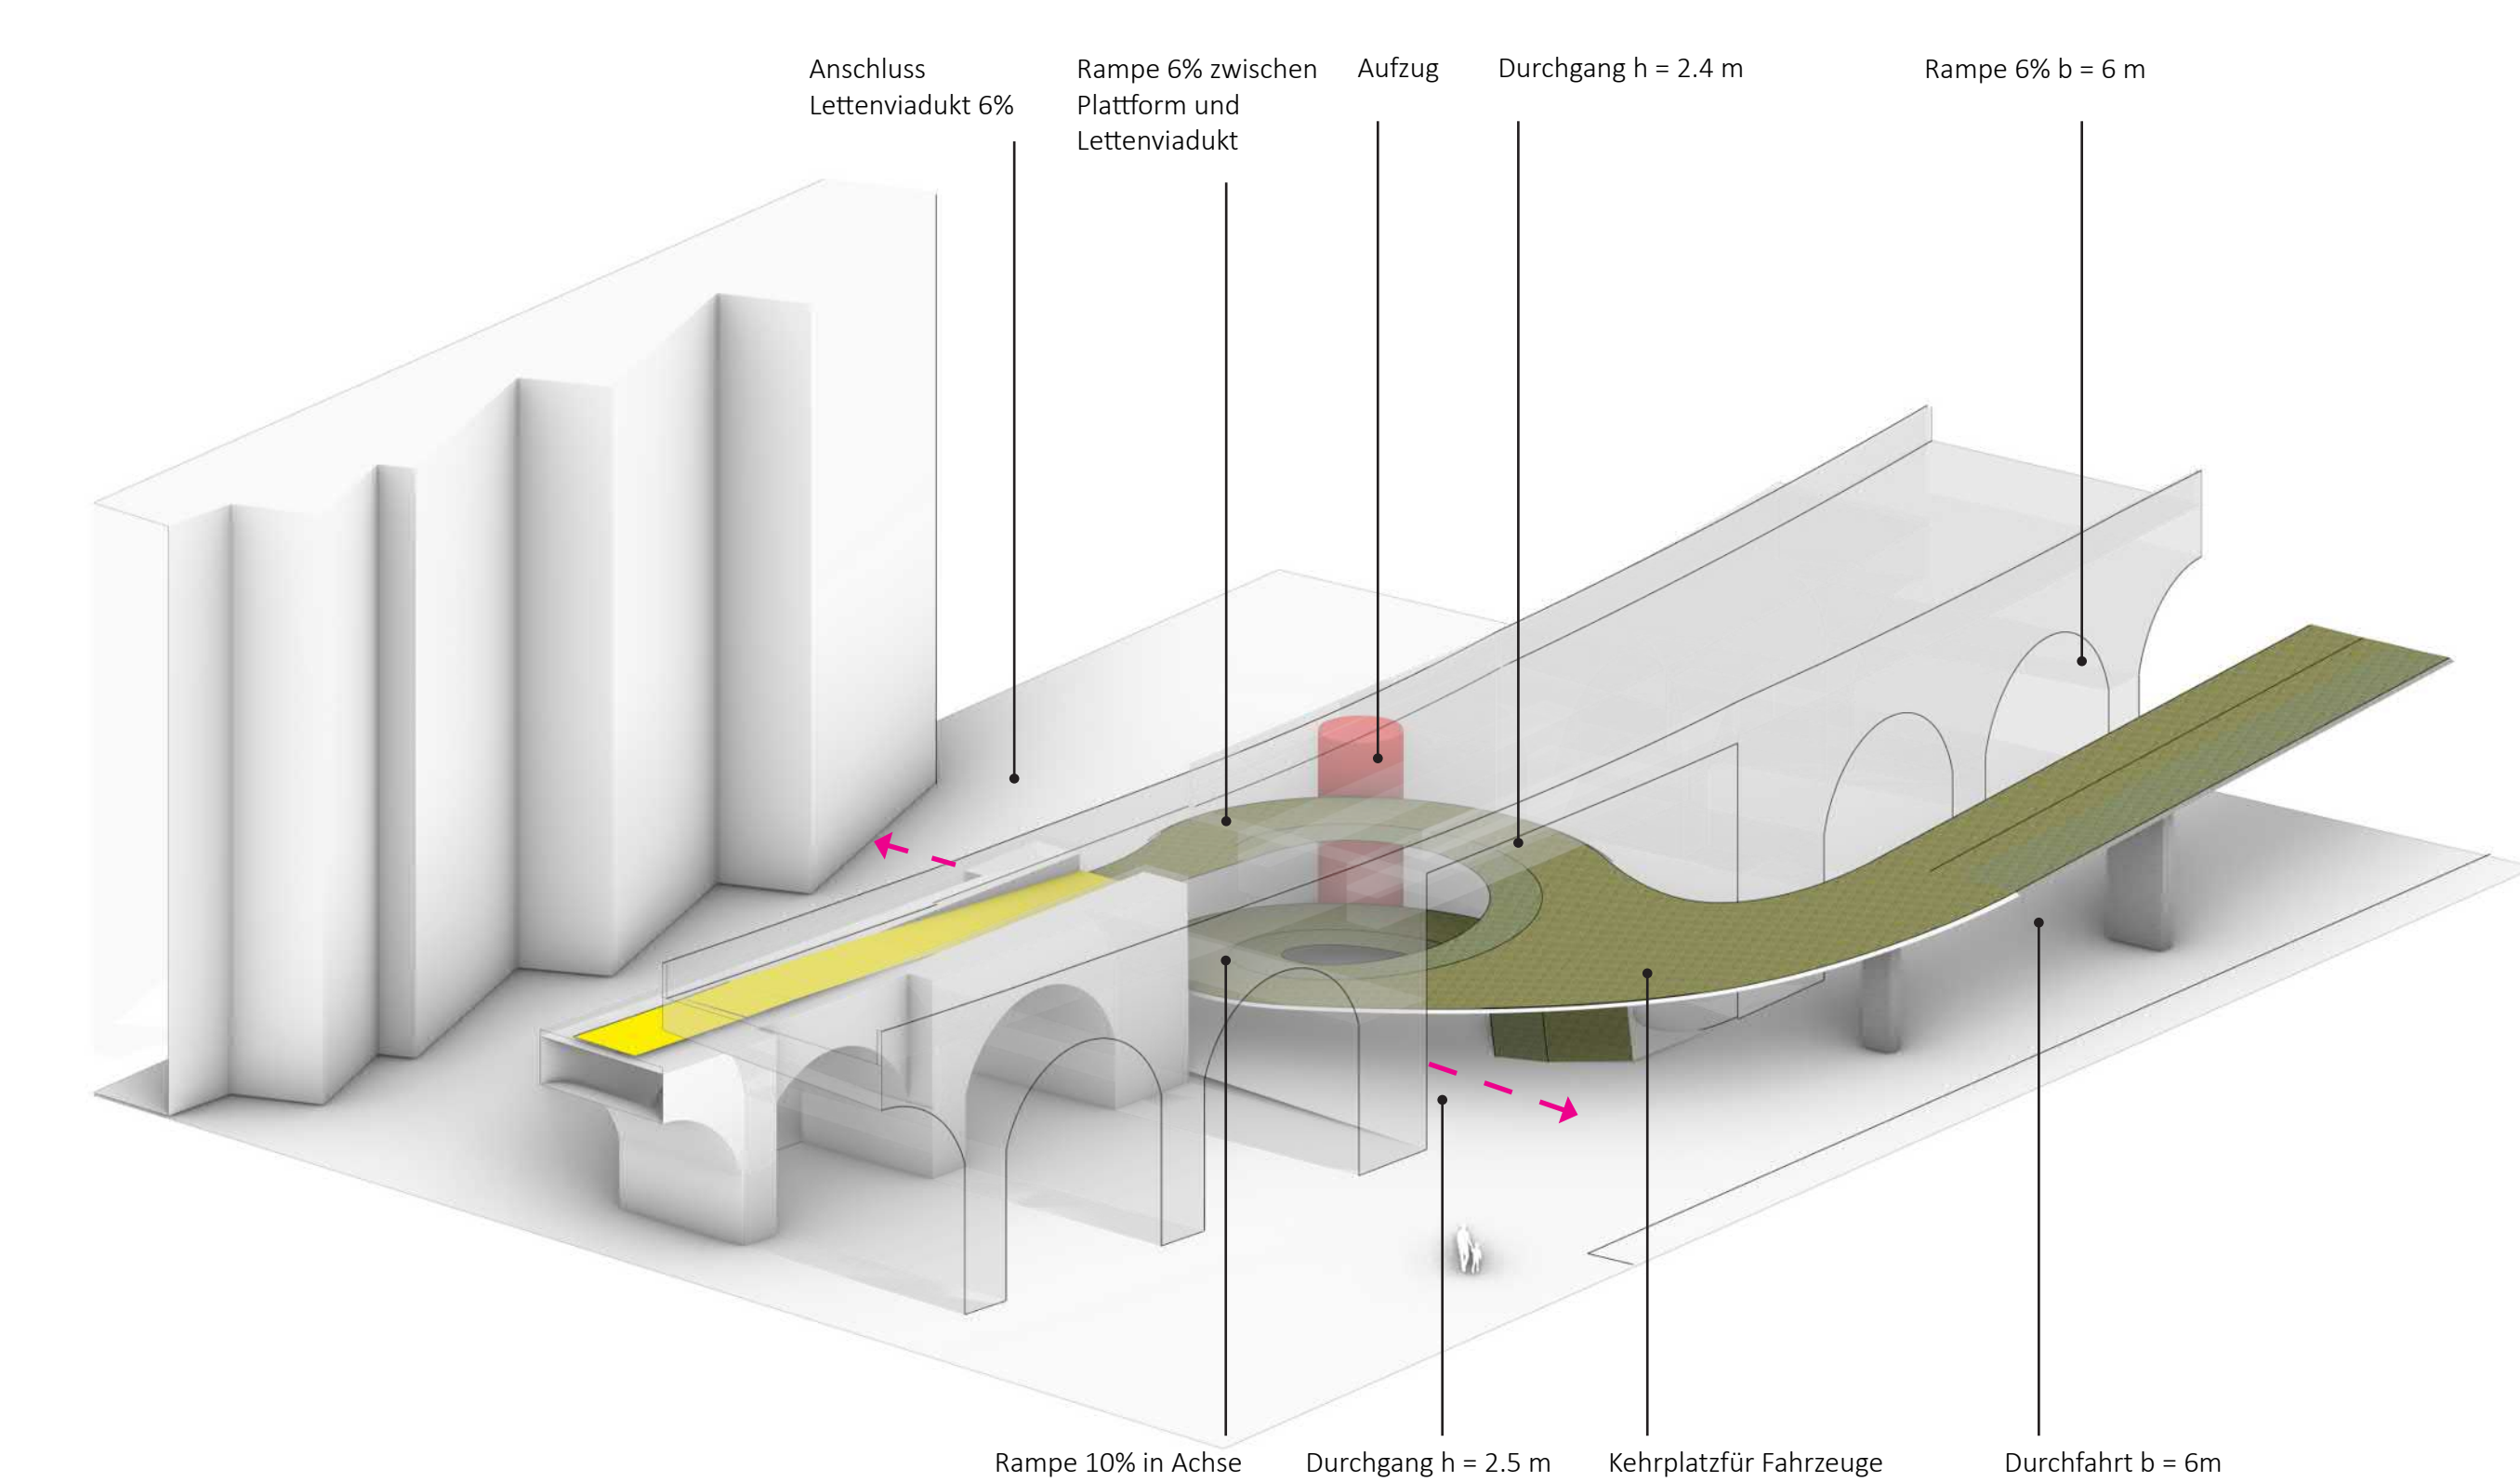 Anschluss
Lettenviadukt 6%
Rampe 6% zwischen
Plattform und
Lettenviadukt
Aufzug
Durchgang h = 2.4 m
Rampe 6% b = 6 m
Rampe 10% in Achse
Durchgang h = 2.5 m
Kehrplatzfür Fahrzeuge
Durchfahrt b = 6m